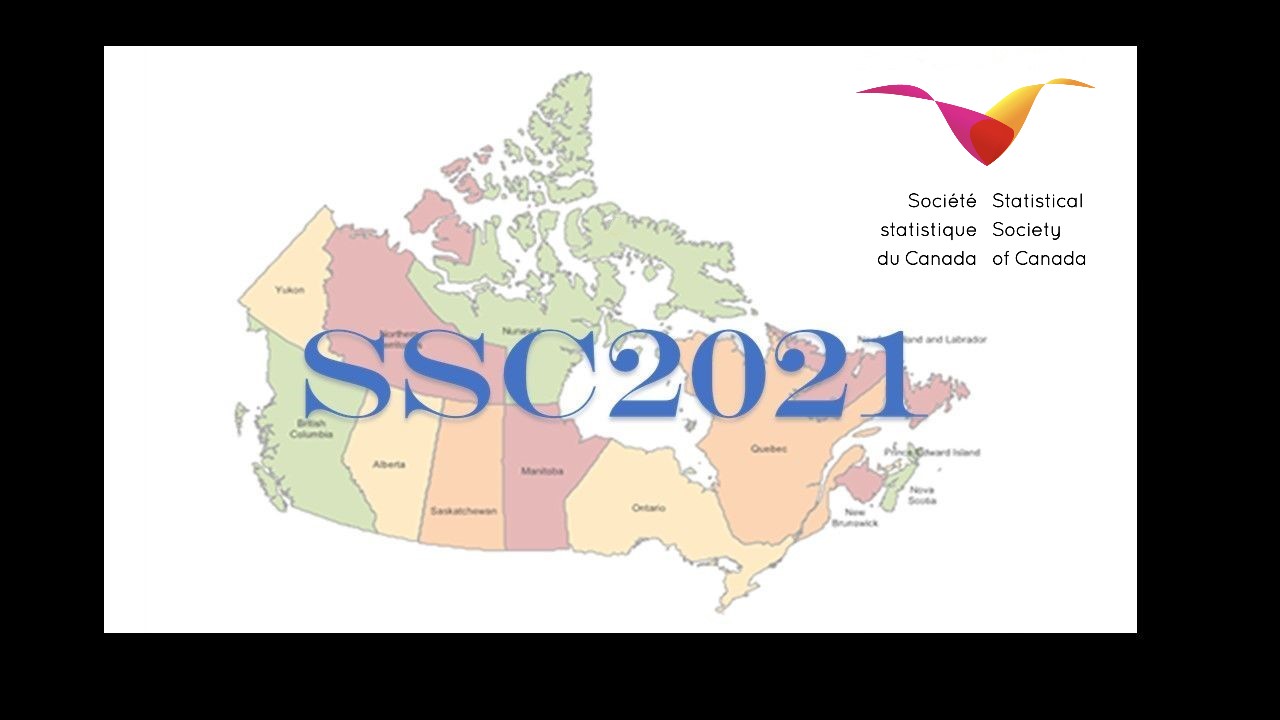 Société Statistical
statistique Society
du Canada of Canada
Yukon
Northern
Territories
Nunavut
SSC2021
Newfoundland and Labrador
British
Columbia
Alberta
Saskatchewan
Manitoba
Ontario
Quebec
Prince Edward Island
Nova
Scotia
New
Brunswick